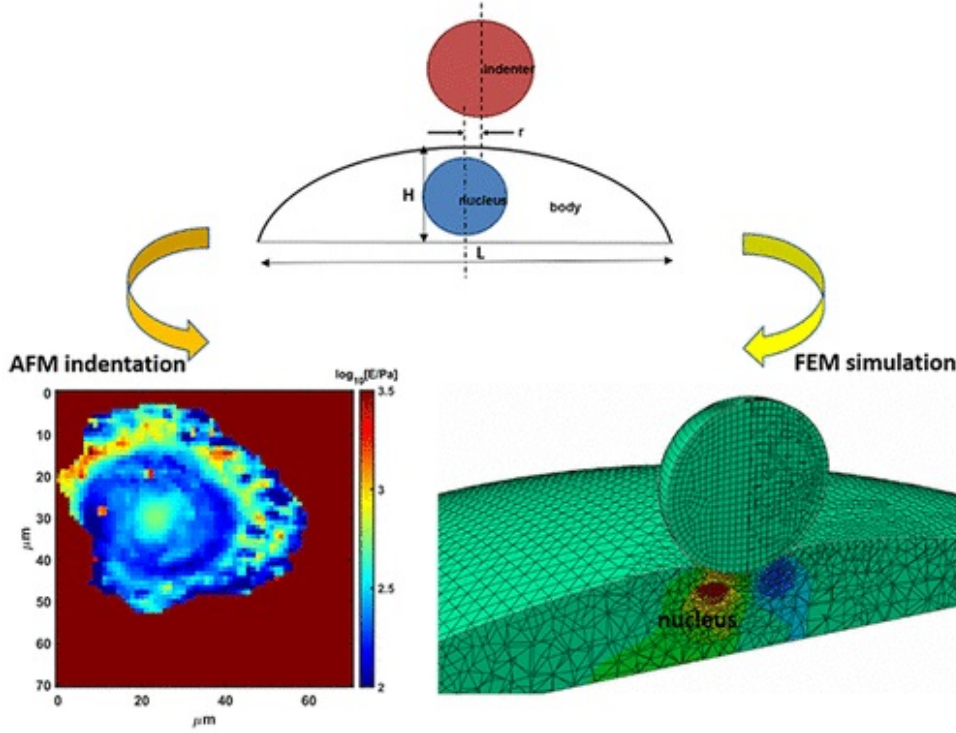 indenter
r
H
nucleus
body
L
AFM indentation
FEM simulation
log10[E/Pa]
0
10
20
30
40
50
60
70
μm
3.5
3
2.5
2
0
20
40
60
μm
nucleus